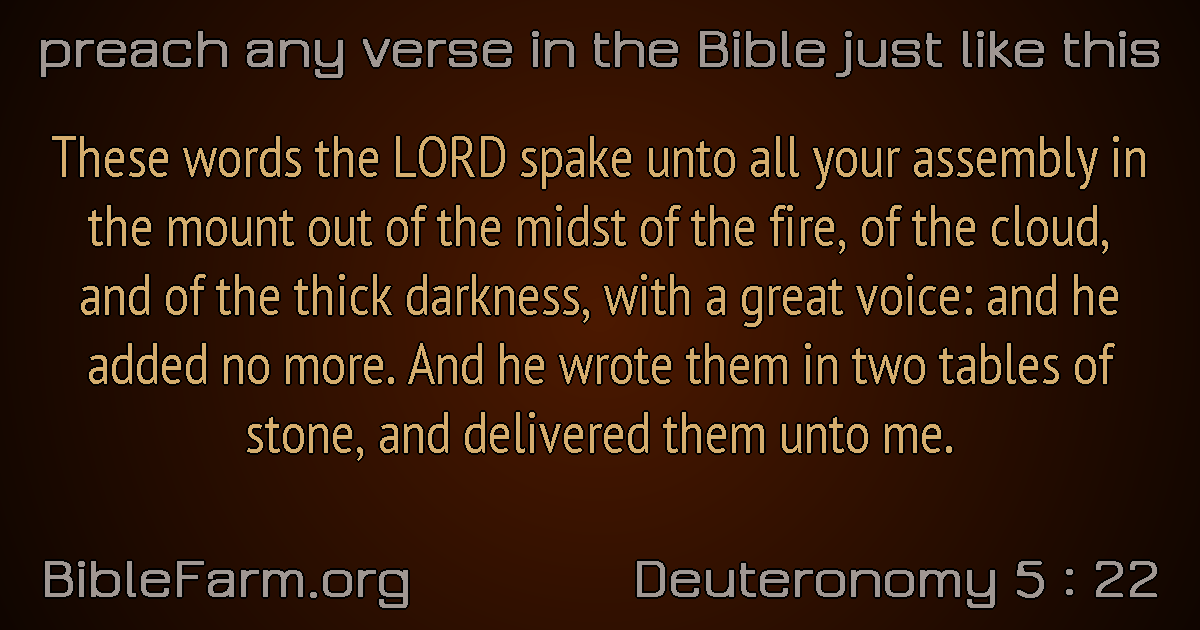 preach any verse in the Bible just like this
These words the LORD spake unto all your assembly in
the mount out of the midst of the fire, of the cloud,
and of the thick darkness, with a great voice: and he
added no more. And he wrote them in two tables of
stone, and delivered them unto me.
BibleFarm.org
Deuteronomy 5 : 22